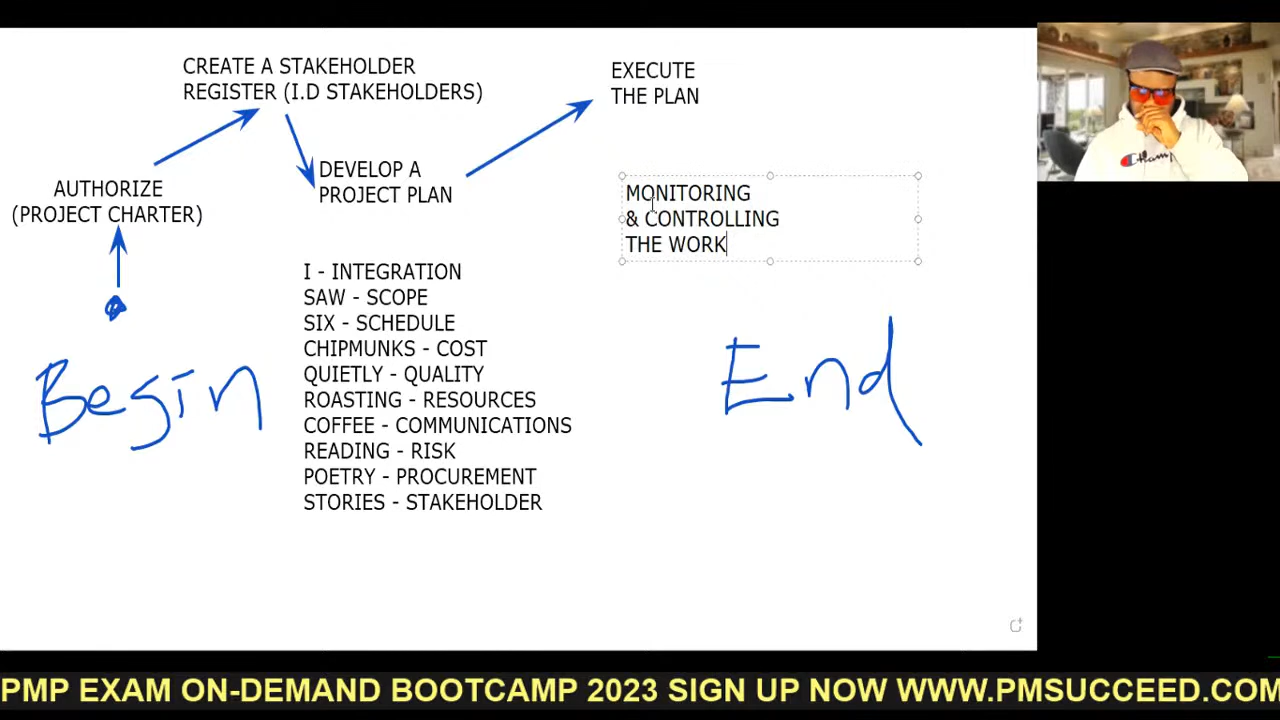 CREATE A STAKEHOLDER
REGISTER (I.D STAKEHOLDERS)
EXECUTE
THE PLAN
DEVELOP A
PROJECT PLAN
AUTHORIZE
(PROJECT CHARTER)
MONITORING
& CONTROLLING
THE WORK
I - INTEGRATION
SAW - SCOPE
SIX - SCHEDULE
CHIPMUNKS - COST
QUIETLY - QUALITY
ROASTING - RESOURCES
COFFEE - COMMUNICATIONS
READING - RISK
POETRY - PROCUREMENT
STORIES - STAKEHOLDER
Begin
End
Champion
PMP EXAM ON-DEMAND BOOTCAMP 2023 SIGN UP NOW WWW.PMSUCCEED.COM